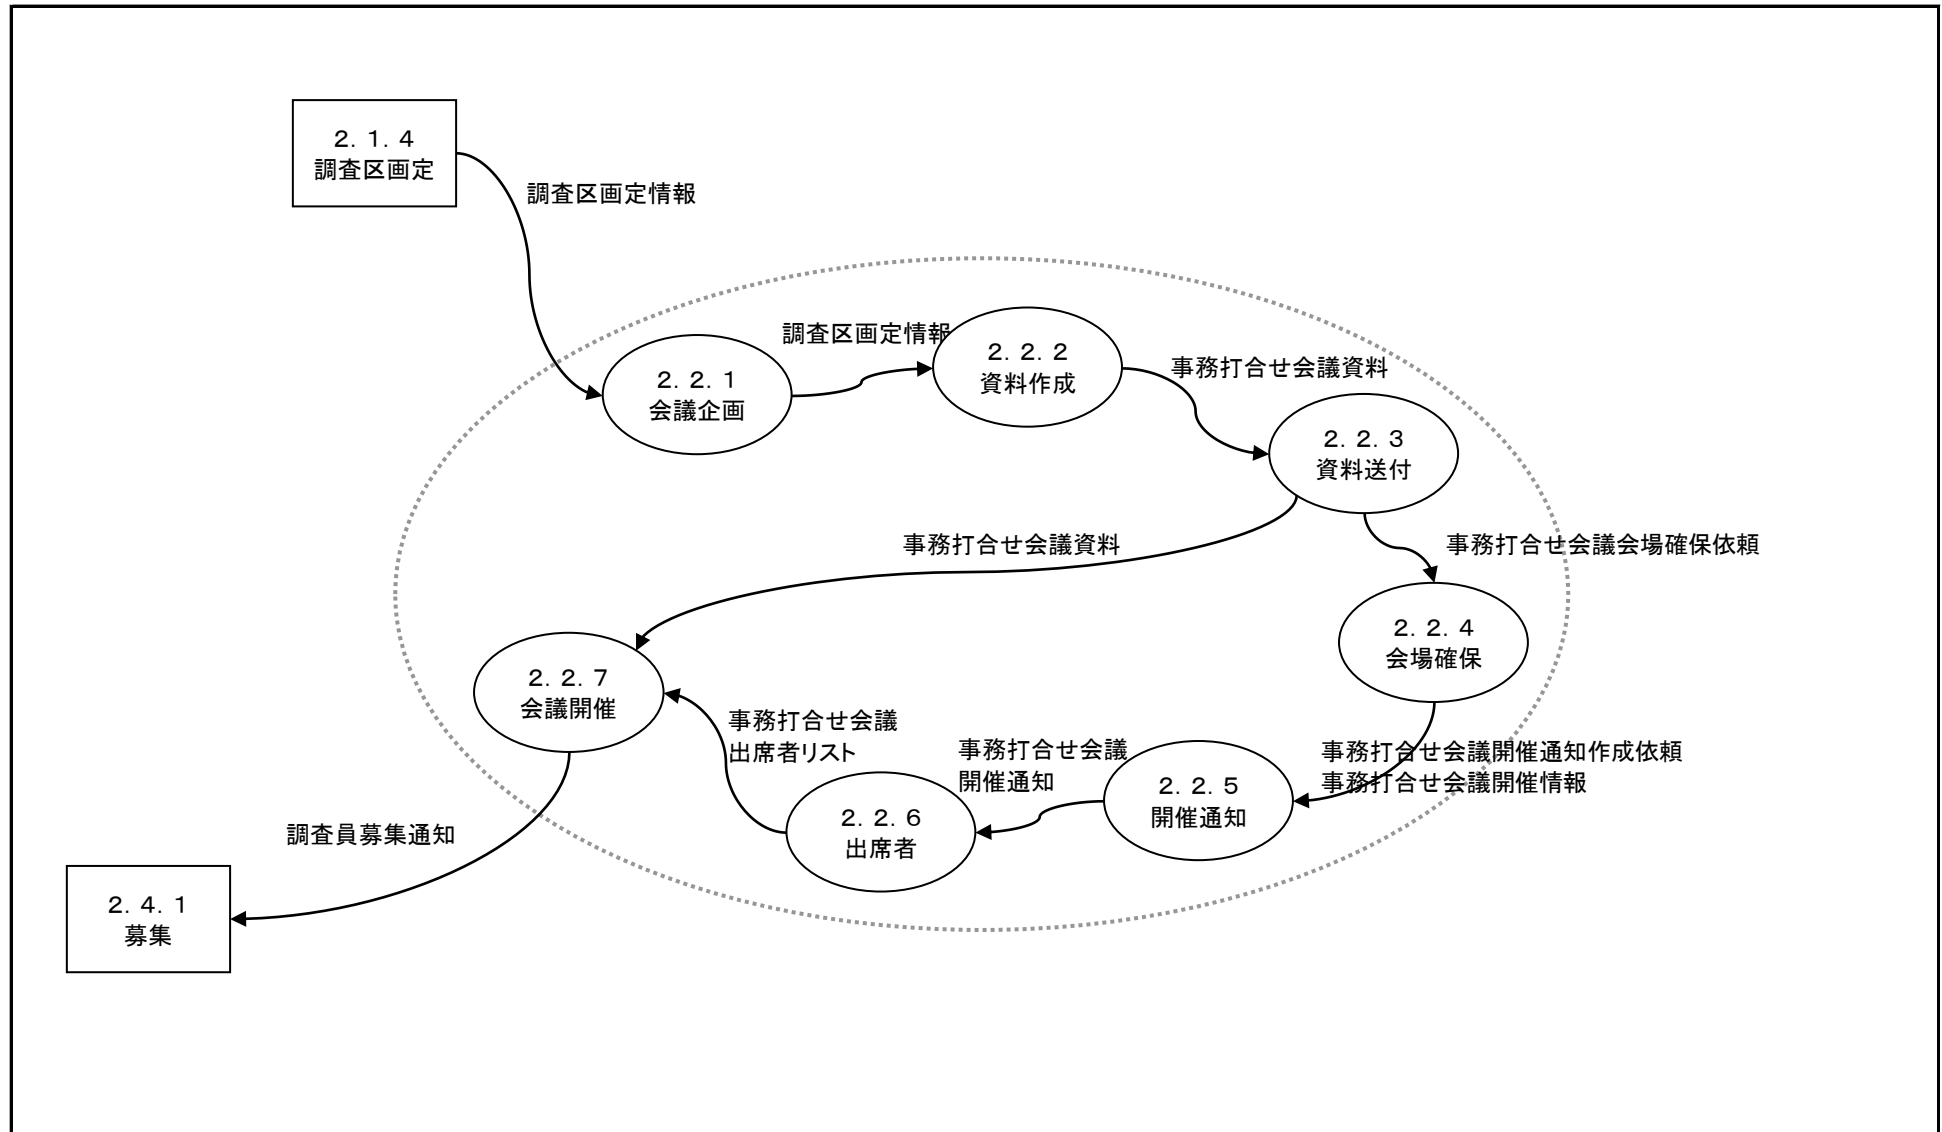 ２．１．４
調査区画定
調査区画定情報
調査区画定情報
２．２．１
会議企画
２．２．２
資料作成
事務打合せ会議資料
２．２．３
資料送付
事務打合せ会議資料
事務打合せ会議会場確保依頼
２．２．４
会場確保
２．２．７
会議開催
事務打合せ会議
出席者リスト
事務打合せ会議
開催通知
事務打合せ会議開催通知作成依頼
事務打合せ会議開催情報
２．２．５
開催通知
２．２．６
出席者
調査員募集通知
２．４．１
募集